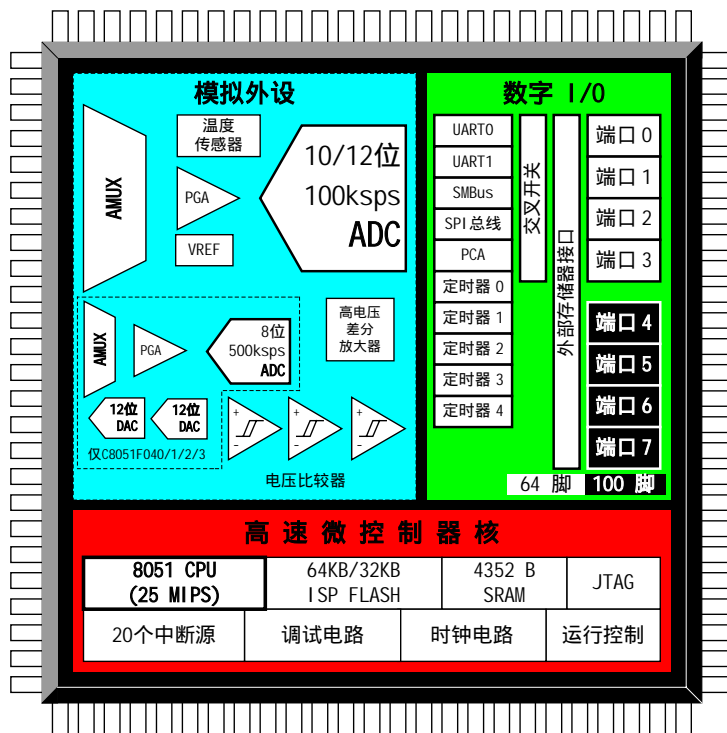 模拟外设
温度
传感器
AMUX
PGA
VREF
10/12位
100ksps
ADC
AMUX
PGA
8位
500ksps
ADC
高电压
差分
放大器
12位
DAC
12位
DAC
+
-
+
-
+
-
仅C8051F040/1/2/3
电压比较器
数字 I/O
UART0
UART1
SMBus
SPI总线
PCA
定时器0
定时器1
定时器2
定时器3
定时器4
交叉开关
外部存储器接口
端口0
端口1
端口2
端口3
端口4
端口5
端口6
端口7
64 脚
100 脚
高速微控制器核
8051 CPU
(25 MIPS)
64KB/32KB
ISP FLASH
4352 B
SRAM
JTAG
20个中断源
调试电路
时钟电路
运行控制